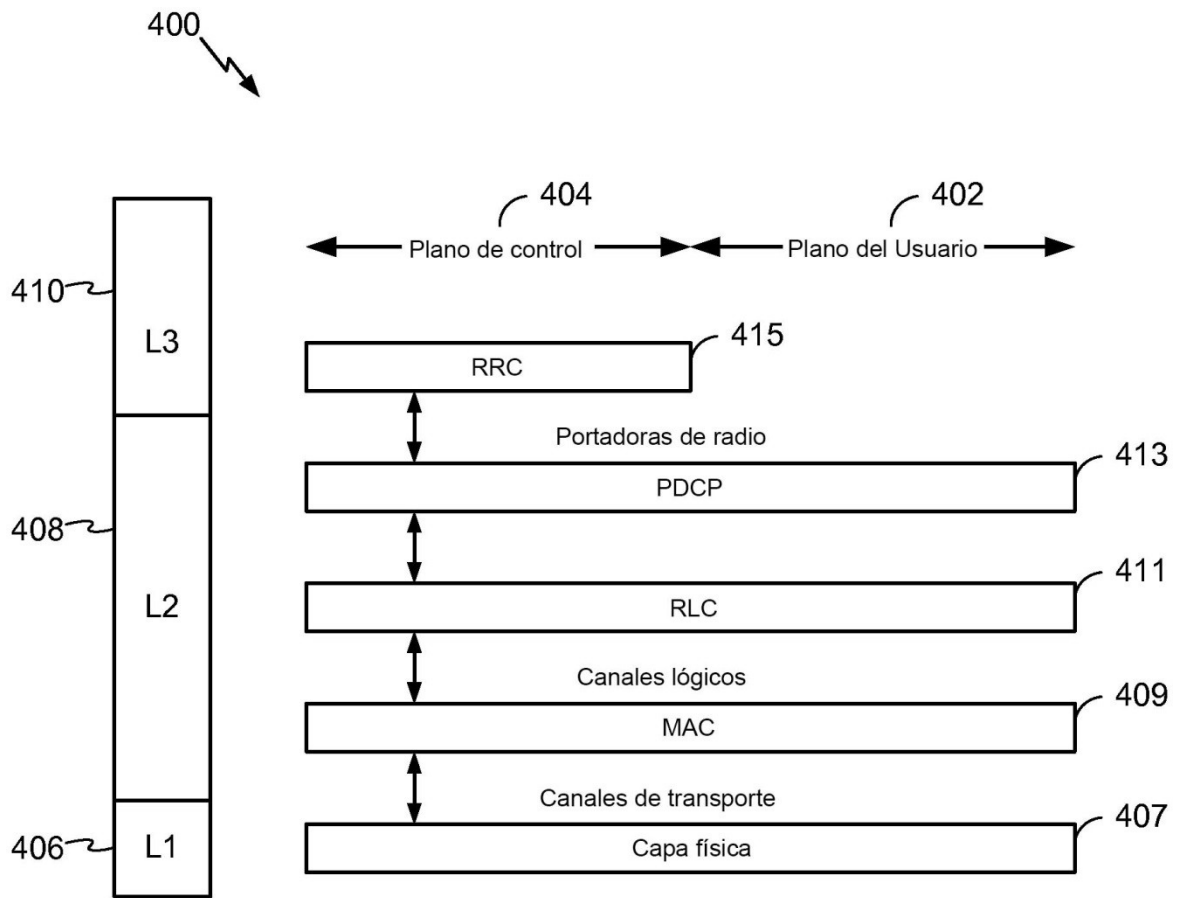 400
404
402
Plano de control
Plano del Usuario
410
L3
415
RRC
Portadoras de radio
413
PDCP
408
L2
411
RLC
Canales lógicos
409
MAC
Canales de transporte
407
406
L1
Capa física